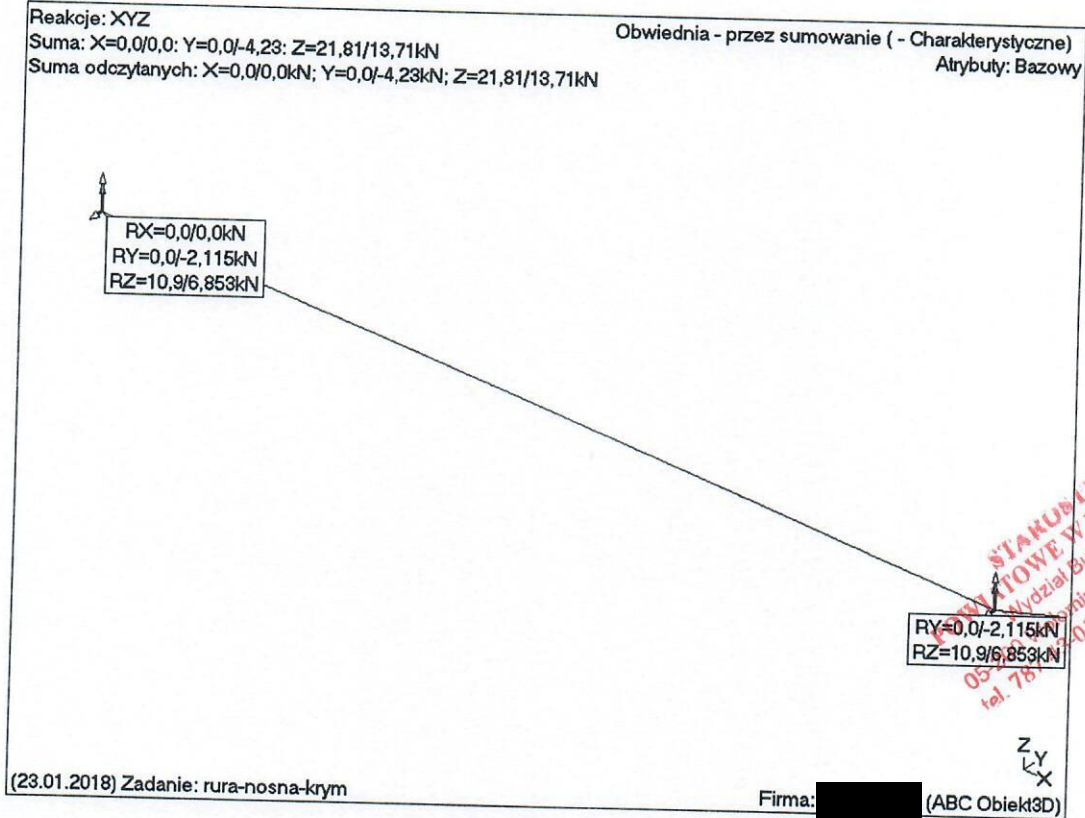 Reakcje: XYZ
Suma: X=0,0/0,0: Y=0,0/-4,23: Z=21,81/13,71kN
Suma odczytanych: X=0,0/0,0kN; Y=0,0/-4,23kN; Z=21,81/13,71kN
Obwiednia - przez sumowanie ( - Charakterystyczne)
Atrybuty: Bazowy
RX=0,0/0,0kN
RY=0,0/-2,115kN
RZ=10,9/6,853kN
RY=0,0/-2,115kN
RZ=10,9/6,853kN
Wydział
tel.
Z
Y
X
(23.01.2018) Zadanie: rura-nosna-krym
Firma:
(ABC Obiekt3D)